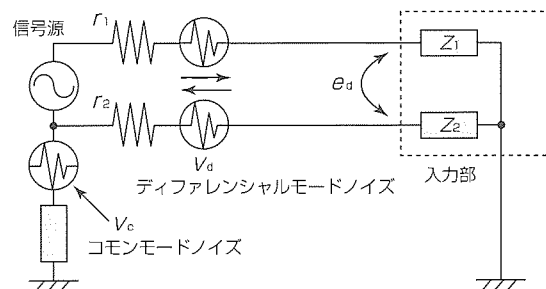 信号源
r1
r2
Vd
ディファレンシャルモードノイズ
Vc
コモンモードノイズ
ed
Z1
Z2
入力部